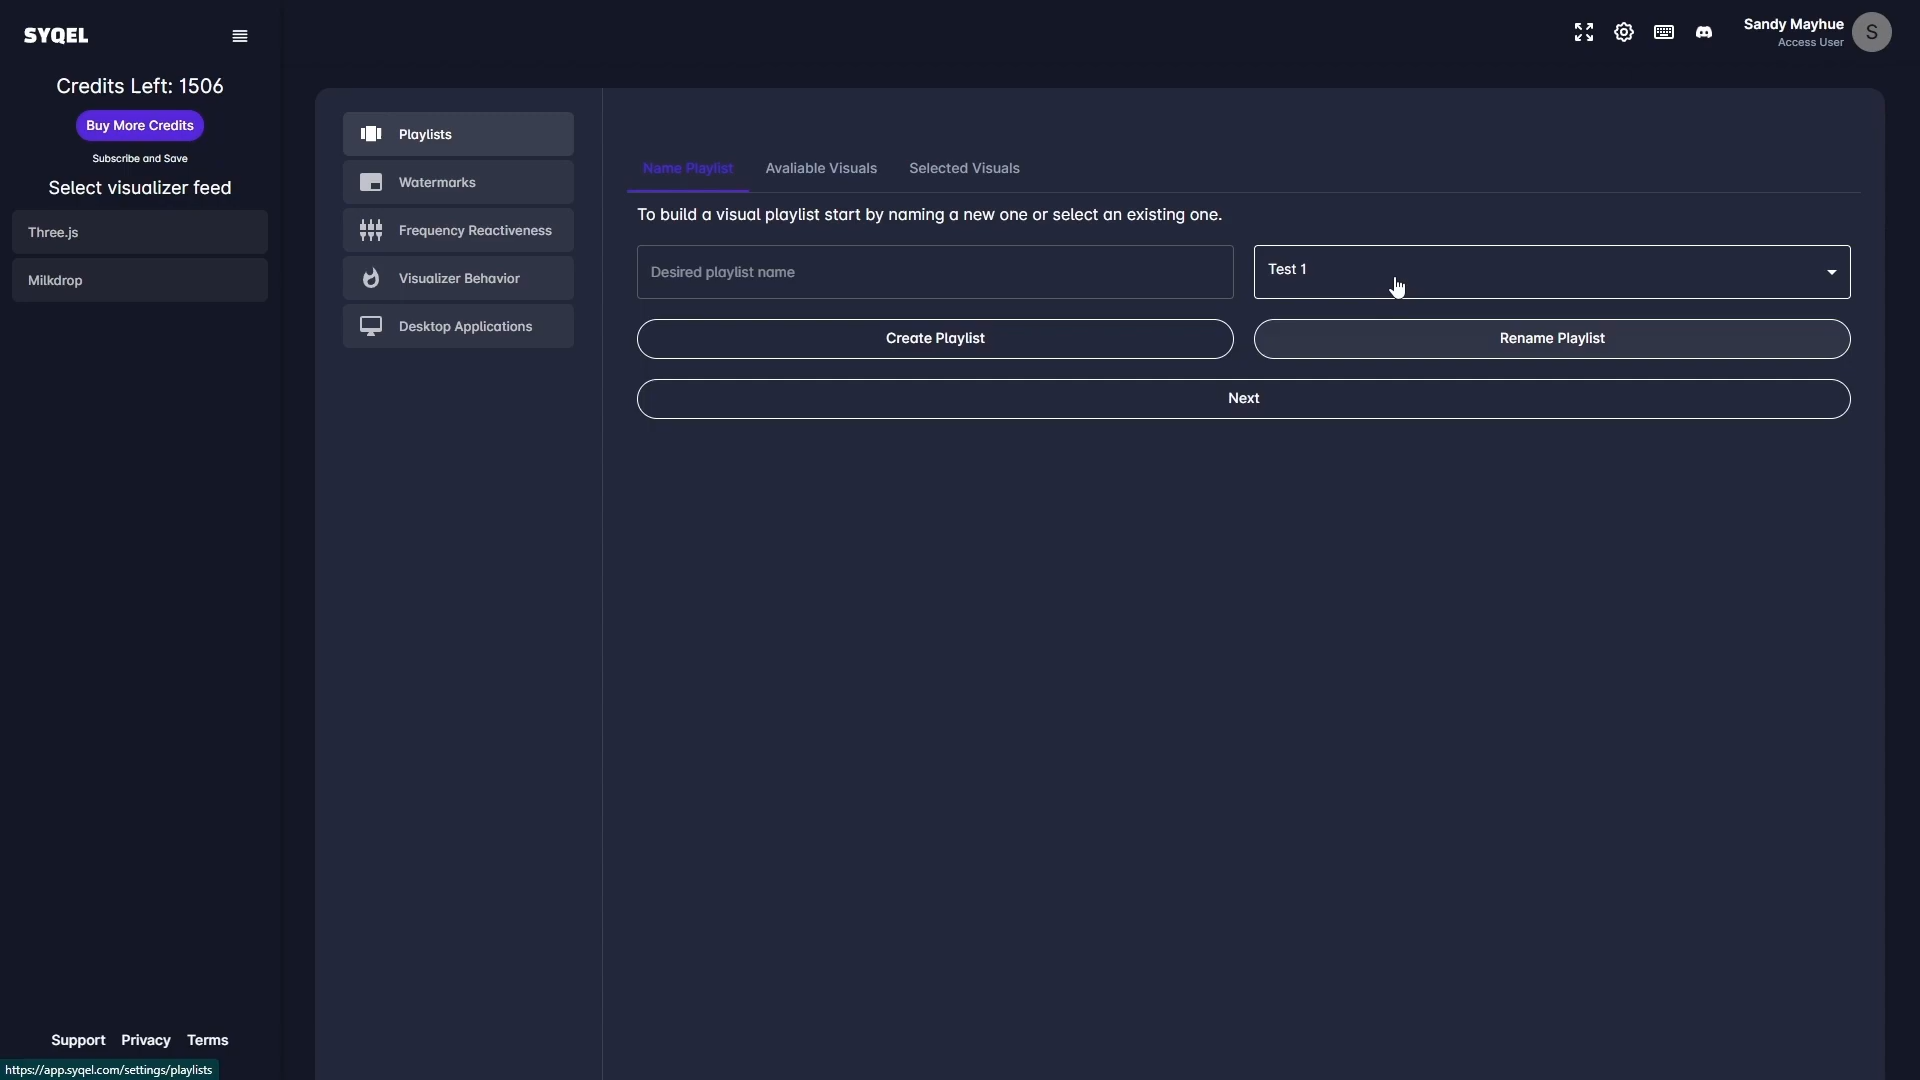 SYQEL
Credits Left: 1506
Buy More Credits
Subscribe and Save
Select visualizer feed
Three.js
Milkdrop
Support Privacy Terms
https://app.syqel.com/settings/playlists
Sandy Mayhue
Access User
S
Playlists
Watermarks
Frequency Reactiveness
Visualizer Behavior
Desktop Applications
Name Playlist Avaliable Visuals Selected Visuals
To build a visual playlist start by naming a new one or select an existing one.
Desired playlist name
Test 1
Create Playlist
Rename Playlist
Next